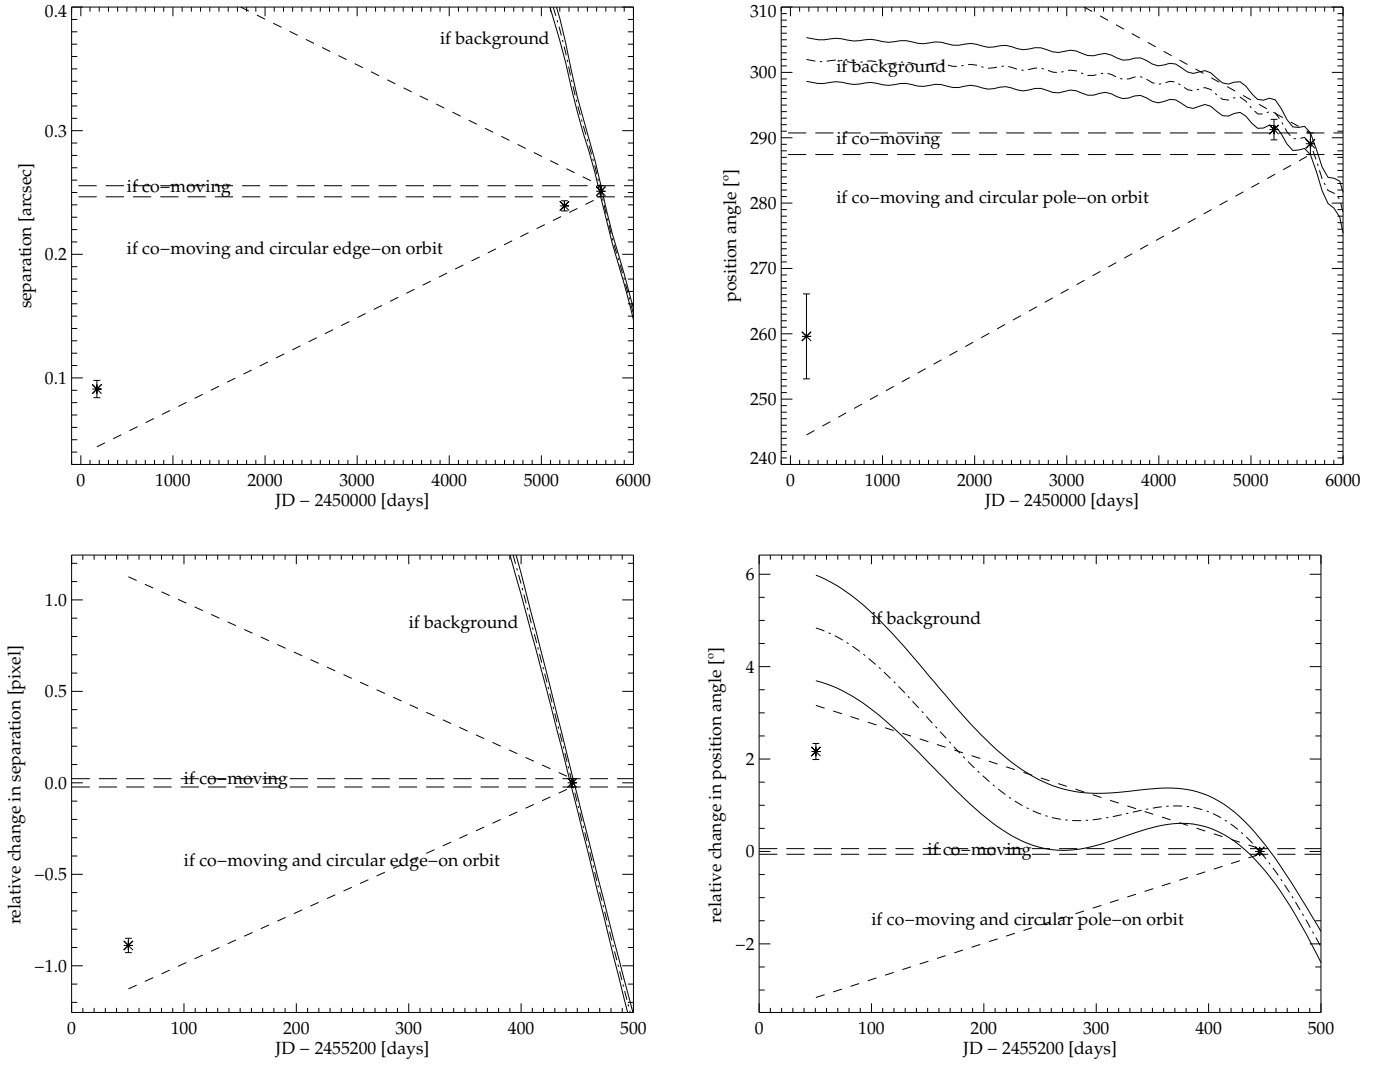 0.4
0.3
0.2
0.1
separation [arcsec]
if background
if co−moving
if co−moving and circular edge−on orbit
0 1000 2000 3000 4000 5000 6000
JD − 2450000 [days]
310
300
290
280
270
260
250
240
position angle [°]
if background
if co−moving
if co−moving and circular pole−on orbit
0 1000 2000 3000 4000 5000 6000
JD − 2450000 [days]
1.0
0.5
0.0
−0.5
−1.0
relative change in separation [pixel]
if background
if co−moving
if co−moving and circular edge−on orbit
0 100 200 300 400 500
JD − 2455200 [days]
6
4
2
0
−2
relative change in position angle [°]
if background
if co−moving
if co−moving and circular pole−on orbit
0 100 200 300 400 500
JD − 2455200 [days]